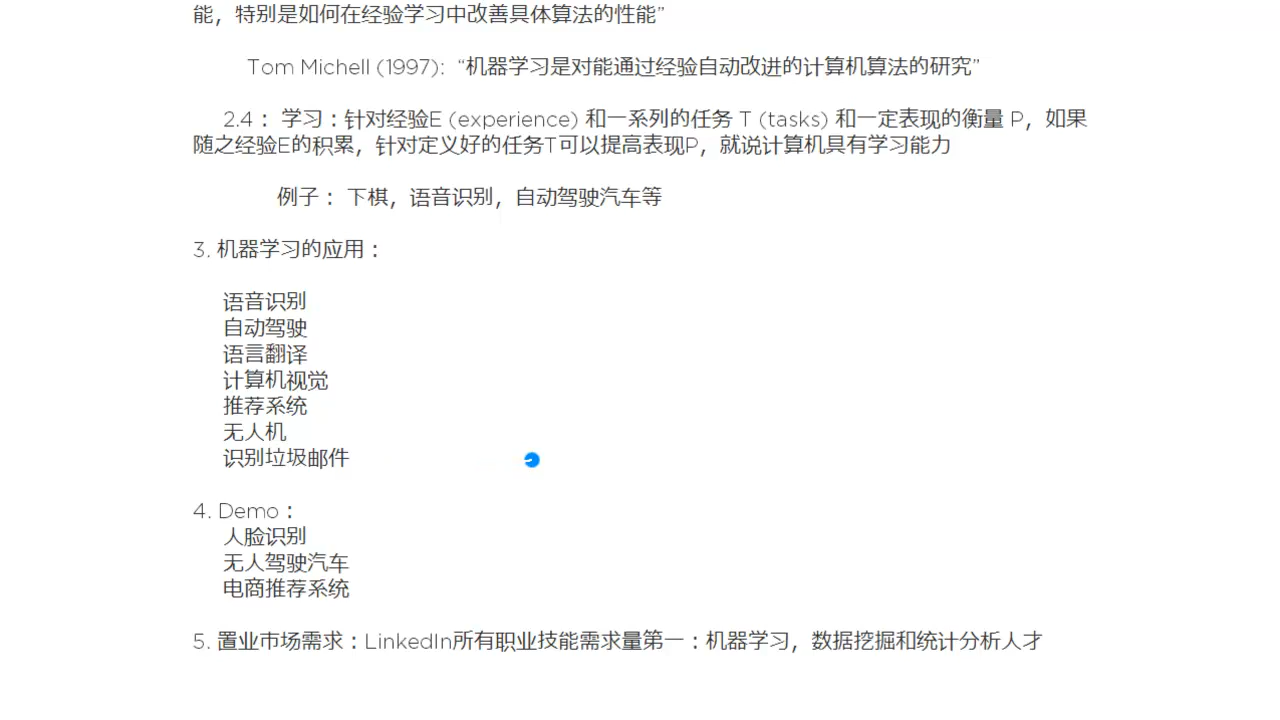 能，特别是如何在经验学习中改善具体算法的性能”
Tom Michell (1997): “机器学习是对能通过经验自动改进的计算机算法的研究”
2.4： 学习：针对经验E (experience) 和一系列的任务 T (tasks) 和一定表现的衡量 P，如果
随之经验E的积累，针对定义好的任务T可以提高表现P，就说计算机具有学习能力
例子： 下棋，语音识别，自动驾驶汽车等
3. 机器学习的应用：
语音识别
自动驾驶
语言翻译
计算机视觉
推荐系统
无人机
识别垃圾邮件
4. Demo：
人脸识别
无人驾驶汽车
电商推荐系统
5. 置业市场需求：LinkedIn所有职业技能需求量第一：机器学习，数据挖掘和统计分析人才